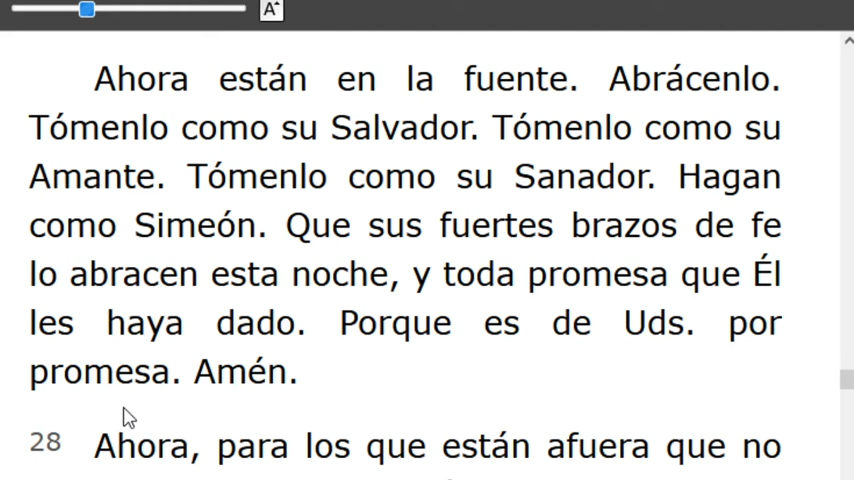 A
Ahora están en la fuente. Abrácenlo.
Tómenlo como su Salvador. Tómenlo como su
Amante. Tómenlo como su Sanador. Hagan
como Simeón. Que sus fuertes brazos de fe
lo abracen esta noche, y toda promesa que Él
les haya dado. Porque es de Uds. por
promesa. Amén.
28 Ahora, para los que están afuera que no